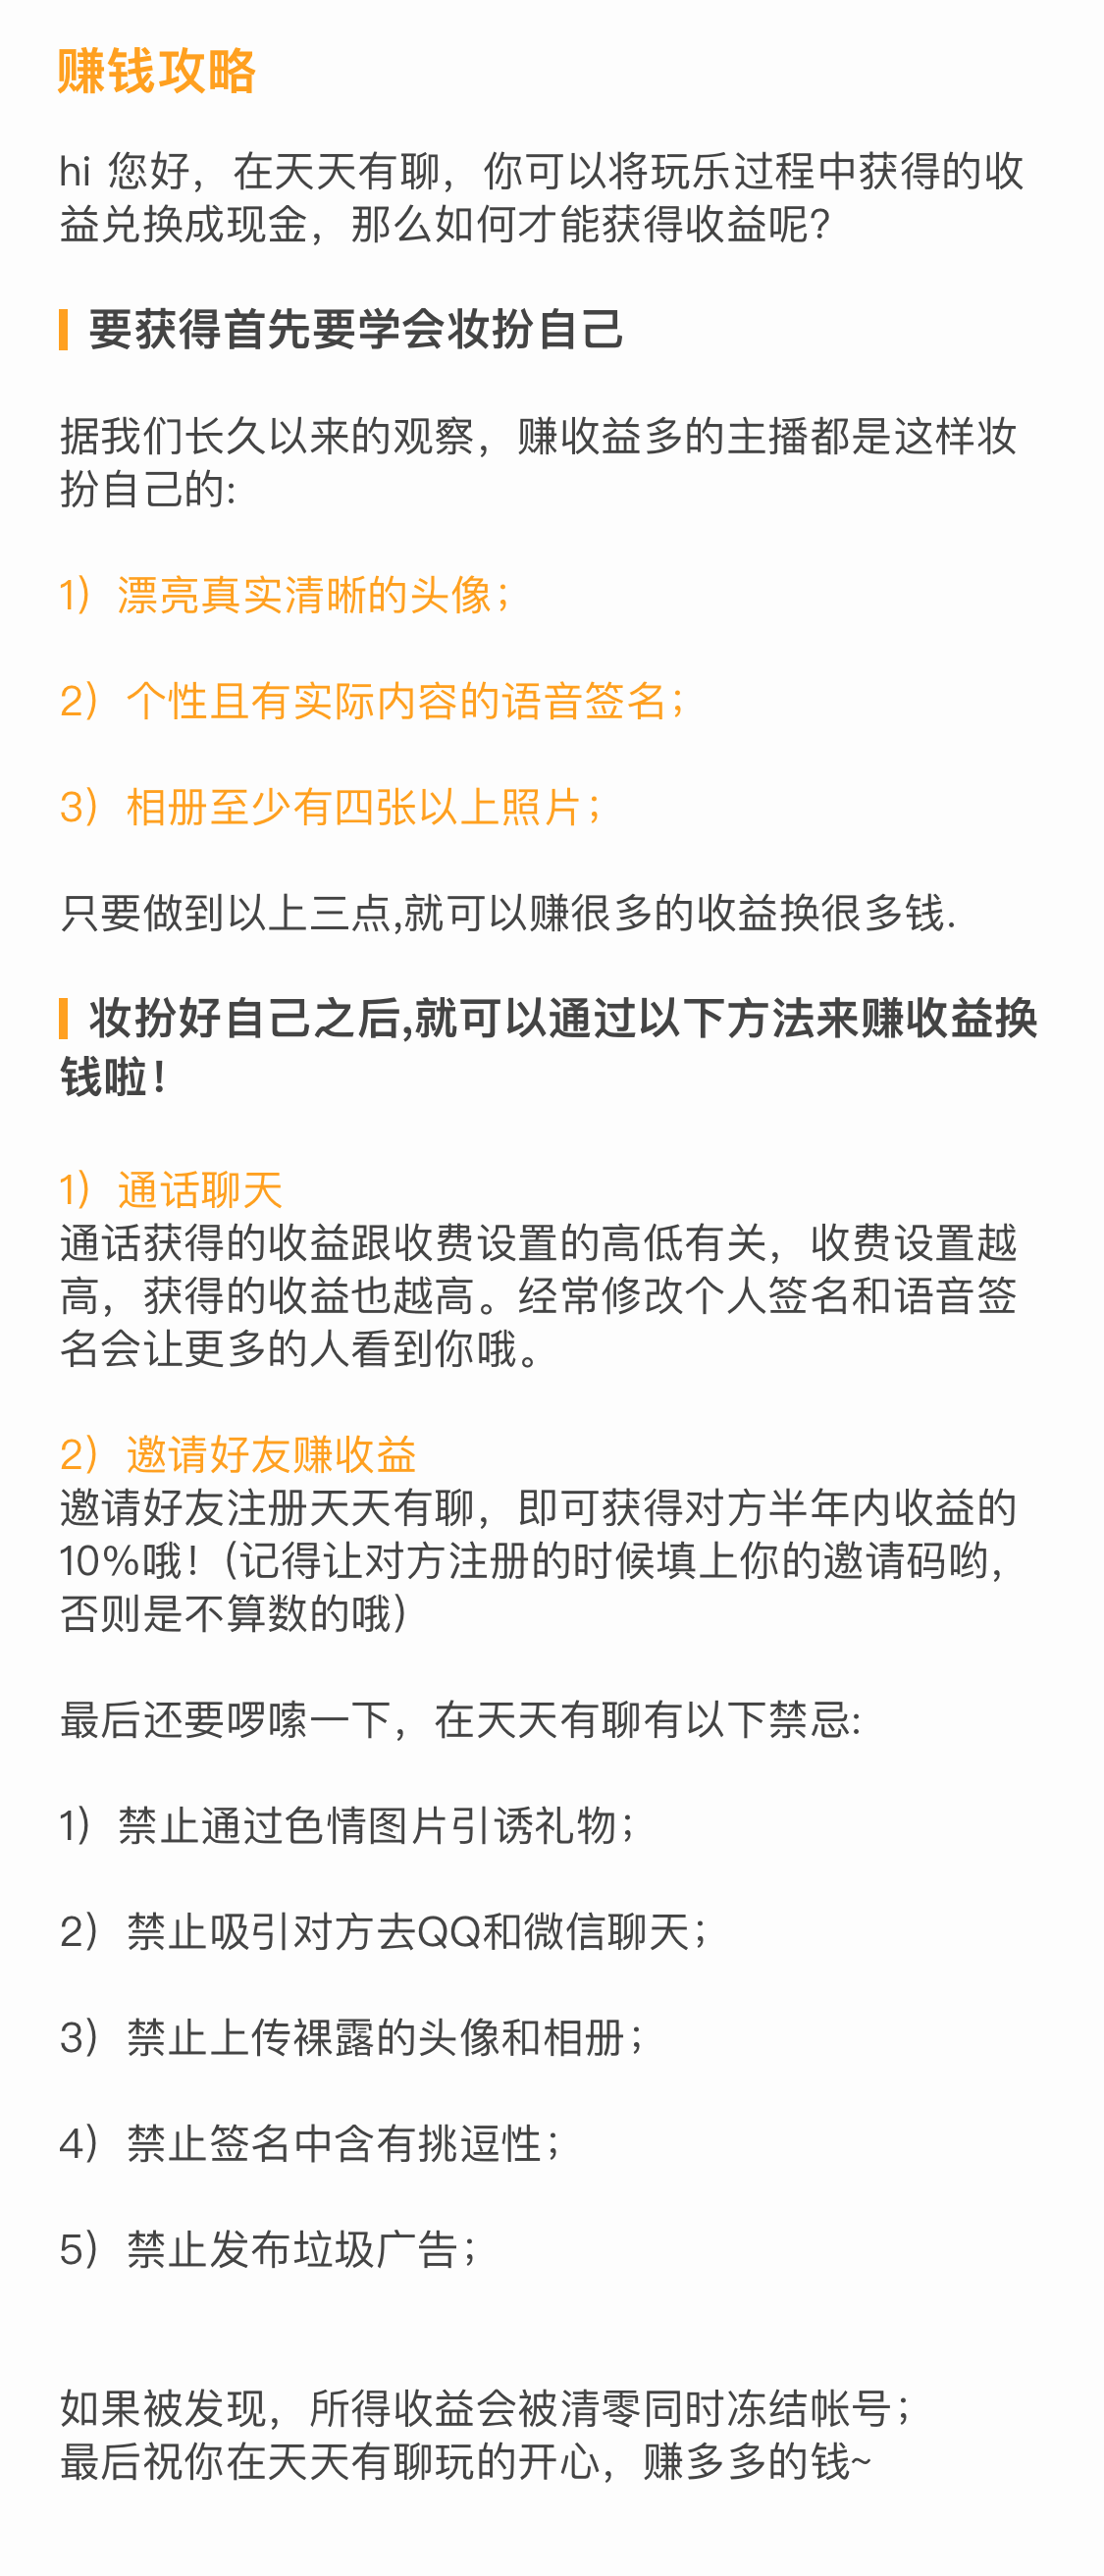 赚钱攻略
hi 您好，在天天有聊，你可以将玩乐过程中获得的收
益兑换成现金，那么如何才能获得收益呢？
要获得首先要学会妆扮自己
据我们长久以来的观察，赚收益多的主播都是这样妆
扮自己的:
1）漂亮真实清晰的头像；
2）个性且有实际内容的语音签名；
3）相册至少有四张以上照片；
只要做到以上三点,就可以赚很多的收益换很多钱.
妆扮好自己之后,就可以通过以下方法来赚收益换
钱啦！
1）通话聊天
通话获得的收益跟收费设置的高低有关，收费设置越
高，获得的收益也越高。经常修改个人签名和语音签
名会让更多的人看到你哦。
2）邀请好友赚收益
邀请好友注册天天有聊，即可获得对方半年内收益的
10%哦！(记得让对方注册的时候填上你的邀请码哟，
否则是不算数的哦）
最后还要啰嗦一下，在天天有聊有以下禁忌:
1）禁止通过色情图片引诱礼物；
2）禁止吸引对方去QQ和微信聊天；
3）禁止上传裸露的头像和相册；
4）禁止签名中含有挑逗性；
5）禁止发布垃圾广告；
如果被发现，所得收益会被清零同时冻结帐号；
最后祝你在天天有聊玩的开心，赚多多的钱~